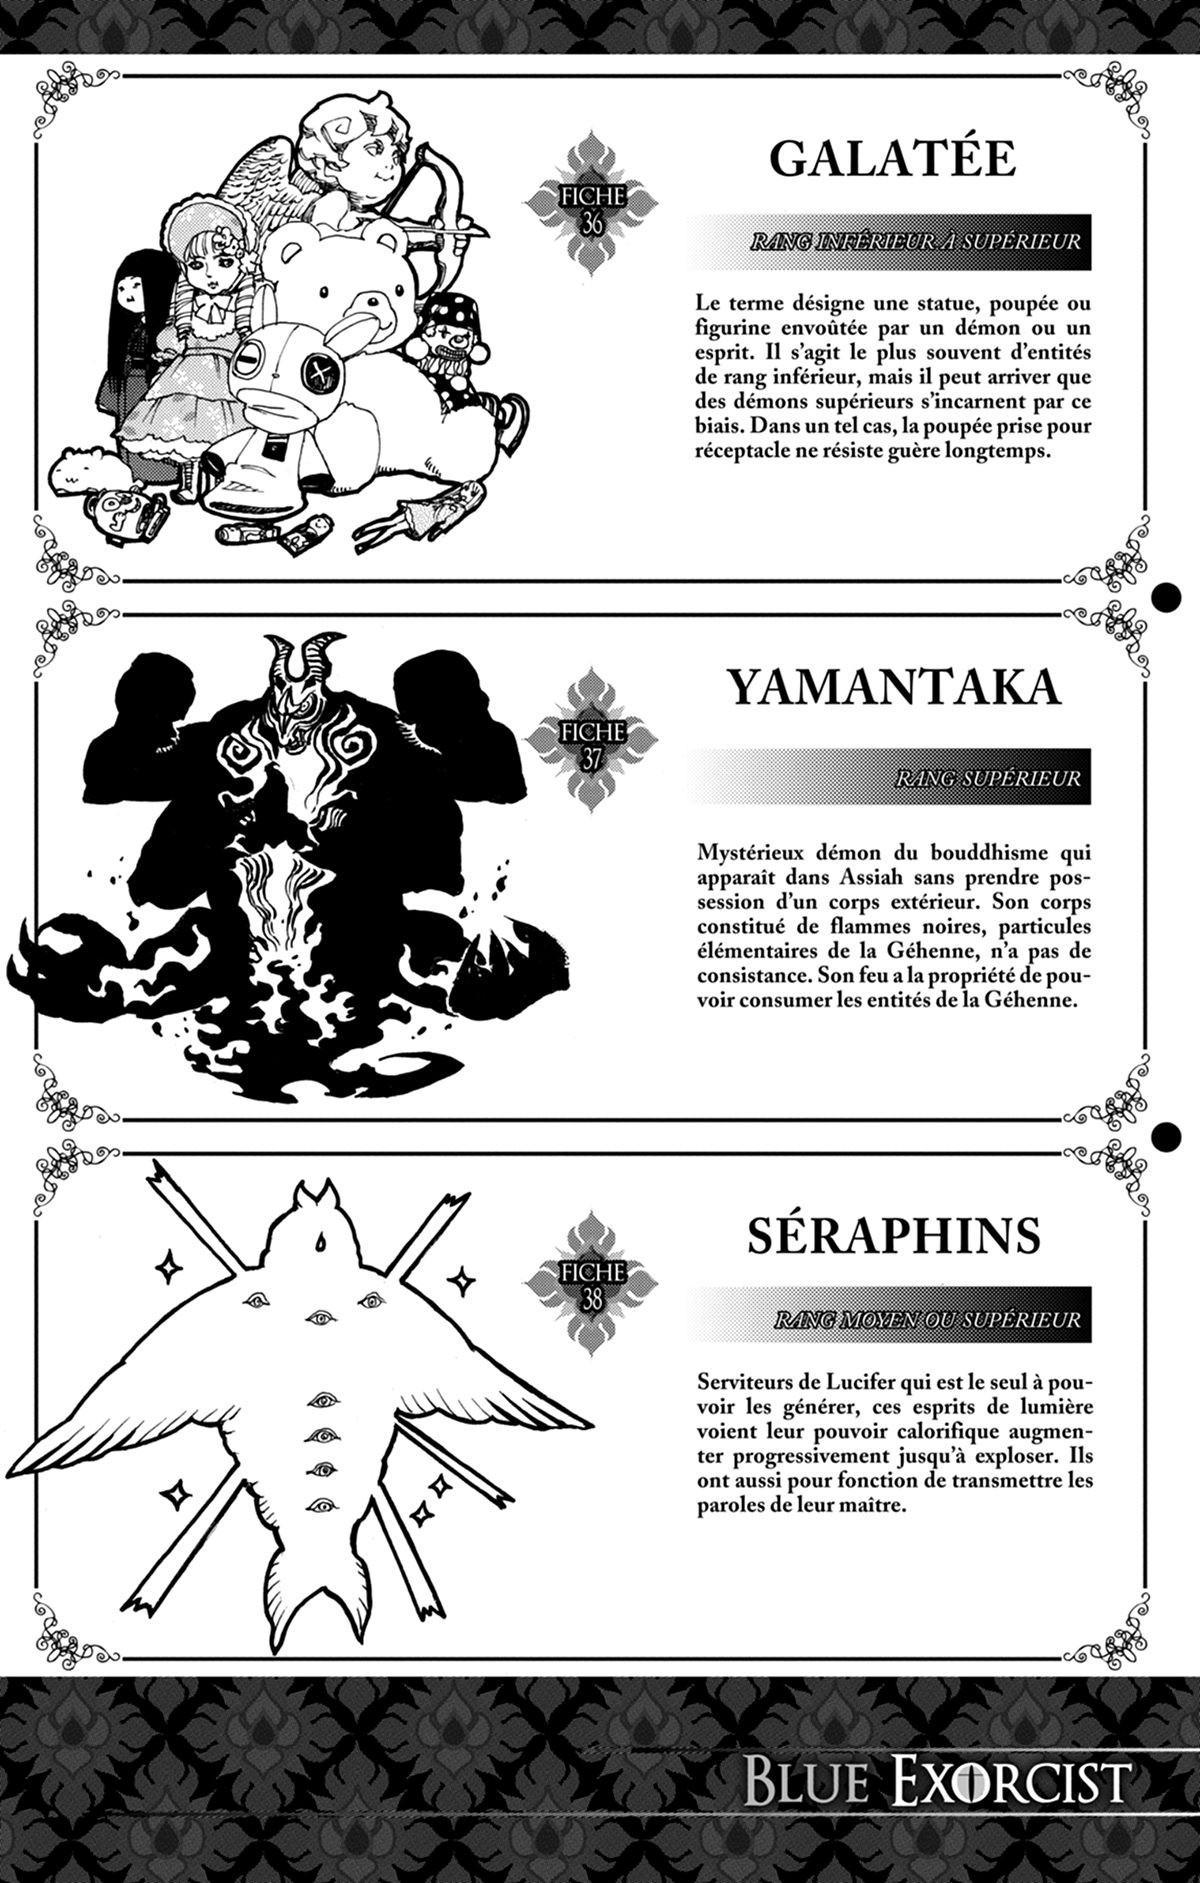 GALATÉE
FICHE
36
RANG INFÉRIEUR À SUPÉRIEUR
Le terme désigne une statue, poupée ou
figurine envoûtée par un démon ou un
esprit. Il s'agit le plus souvent d'entités
de rang inférieur, mais il peut arriver que
des démons supérieurs s'incarnent par ce
biais. Dans un tel cas, la poupée prise pour
réceptacle ne résiste guère longtemps.
YAMANTAKA
FICHE
37
RANG SUPÉRIEUR
Mystérieux démon du bouddhisme qui
apparaît dans Assiah sans prendre pos-
session d'un corps extérieur. Son corps
constitué de flammes noires, particules
élémentaires de la Géhenne, n'a pas de
consistance. Son feu a la propriété de pou-
voir consumer les entités de la Géhenne.
SÉRAPHINS
FICHE
38
RANG MOYEN OU SUPÉRIEUR
Serviteurs de Lucifer qui est le seul à pou-
voir les générer, ces esprits de lumière
voient leur pouvoir calorifique augmen-
ter progressivement jusqu'à exploser. Ils
ont aussi pour fonction de transmettre les
paroles de leur maître.
BLUE EXORCIST